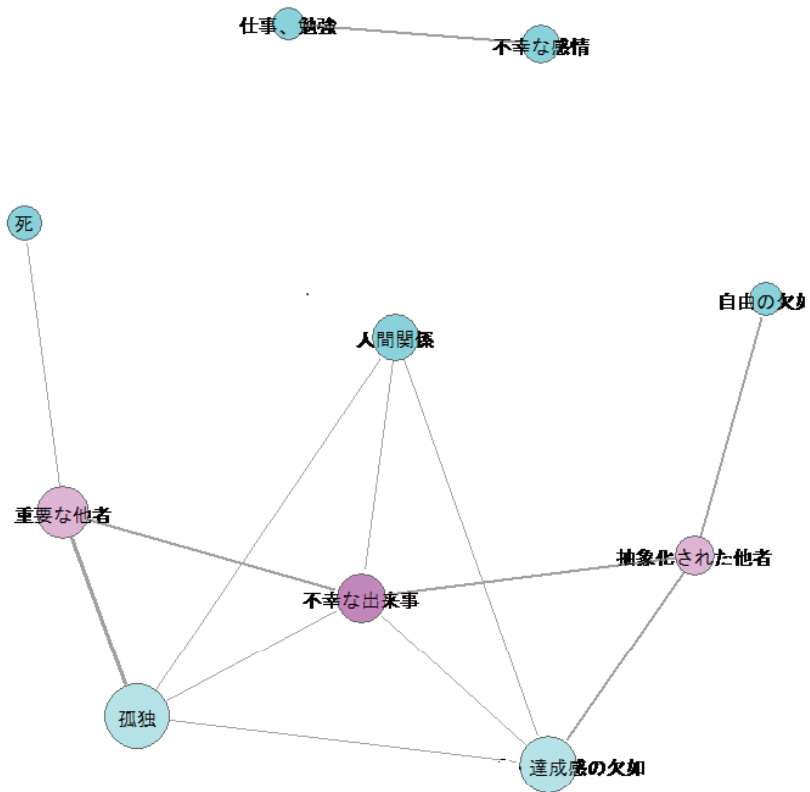 仕事、勉強
不幸な感情
死
自由の欠如
人間関係
重要な他者
抽象化された他者
不幸な出来事
孤独
達成感の欠如